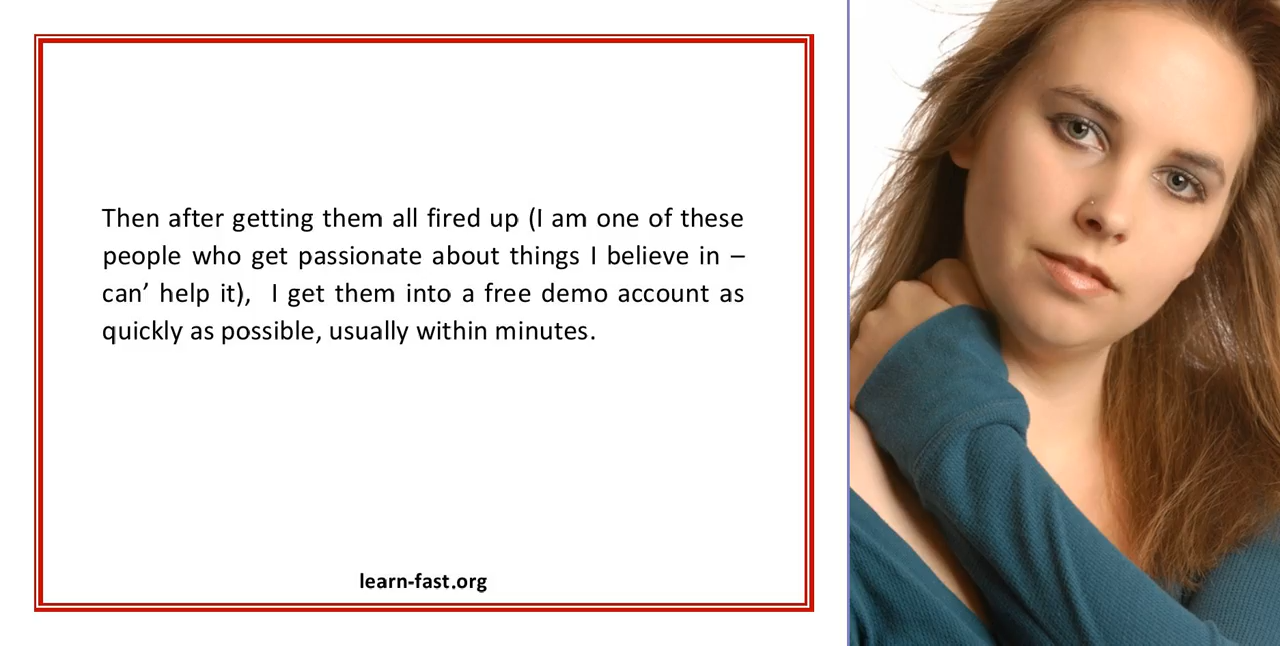 Then after getting them all fired up (I am one of these
people who get passionate about things I believe in –
can’ help it),  I get them into a free demo account as
quickly as possible, usually within minutes.
learn-fast.org